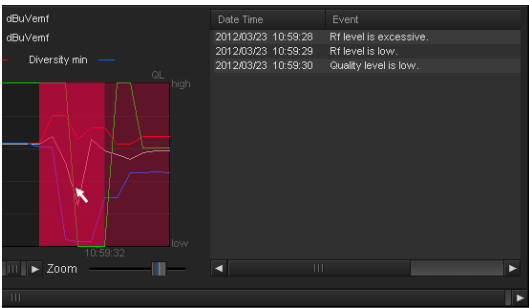 dBuVemf
dBuVemf
Diversity min
QL
high
low
10:59:32
Zoom
Date Time Event
2012/03/23 10:59:28 Rf level is excessive.
2012/03/23 10:59:29 Rf level is low.
2012/03/23 10:59:30 Quality level is low.